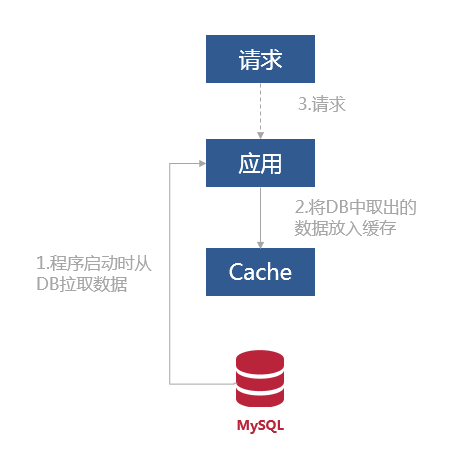 请求
3.请求
应用
2.将DB中取出的
数据放入缓存
1.程序启动时从
DB拉取数据
Cache
MySQL